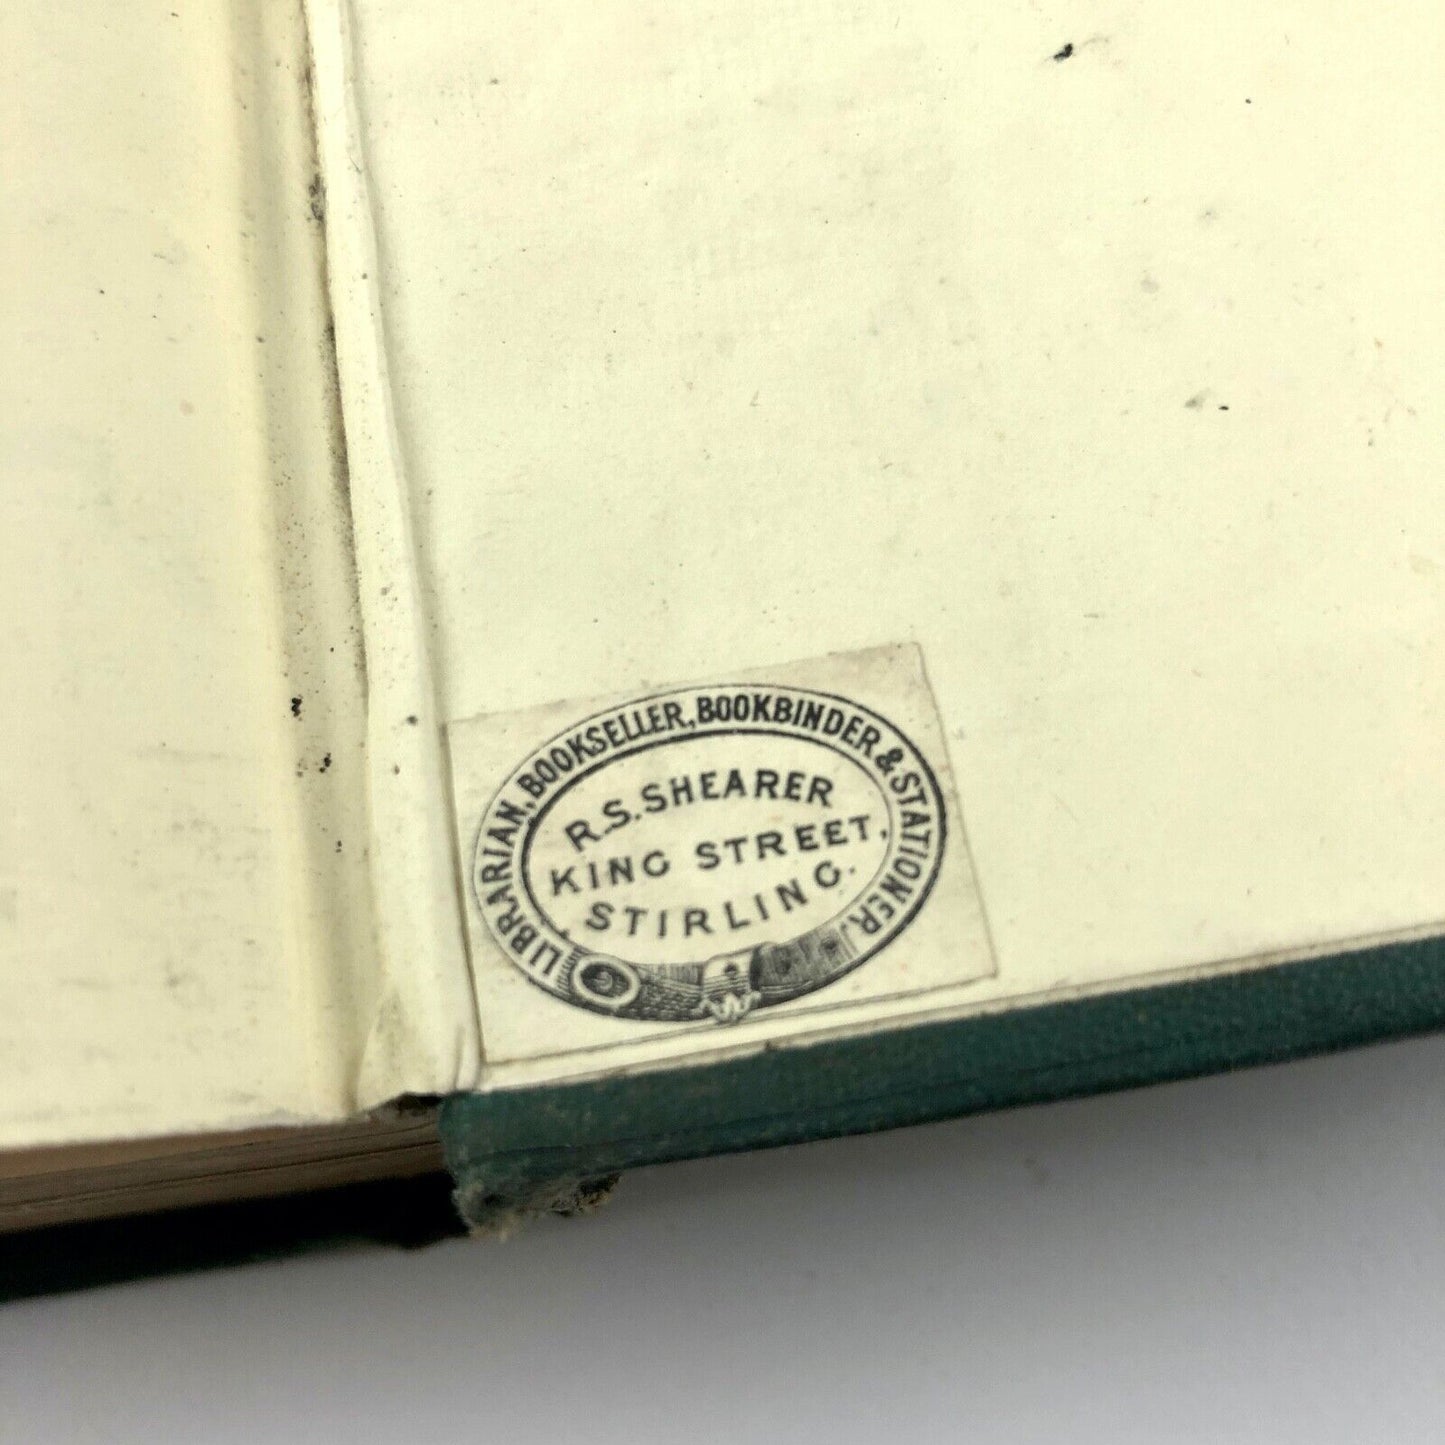 LIBRARIAN, BOOKSELLER, BOOKBINDER & STATIONER.
R.S. SHEARER
KING STREET,
STIRLING.